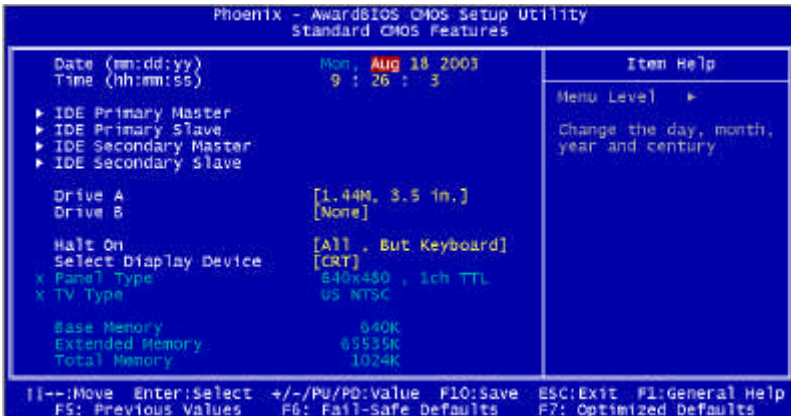 Phoenix - AwardBIOS CMOS Setup Utility
Standard CMOS Features
Date (mm:dd:yy) Mon, Aug 18 2003
Time (hh:mm:ss) 9 : 26 : 3
▶ IDE Primary Master
▶ IDE Primary Slave
▶ IDE Secondary Master
▶ IDE Secondary Slave
Drive A [1.44M, 3.5 in.]
Drive B [None]
Halt On [All , But Keyboard]
Select Display Device [CRT]
x Panel Type 640x480 , 1ch TTL
x TV Type US NTSC
Base Memory 640K
Extended Memory 65535K
Total Memory 1024K
Item Help
Menu Level ▶
Change the day, month,
year and century
↑↓→←:Move Enter:Select +/-/PU/PD:Value F10:Save ESC:Exit F1:General Help
F5: Previous Values F6: Fail-Safe Defaults F7: Optimized Defaults